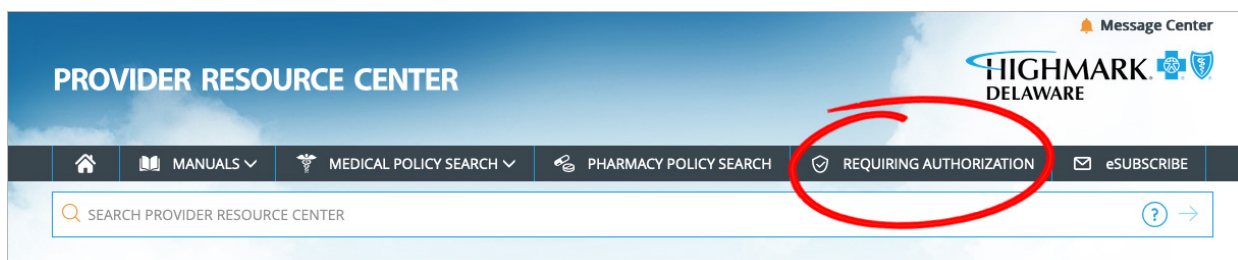 Message Center
PROVIDER RESOURCE CENTER
HIGHMARK.
DELAWARE
MANUALS MEDICAL POLICY SEARCH PHARMACY POLICY SEARCH REQUIRING AUTHORIZATION eSUBSCRIBE
SEARCH PROVIDER RESOURCE CENTER ?